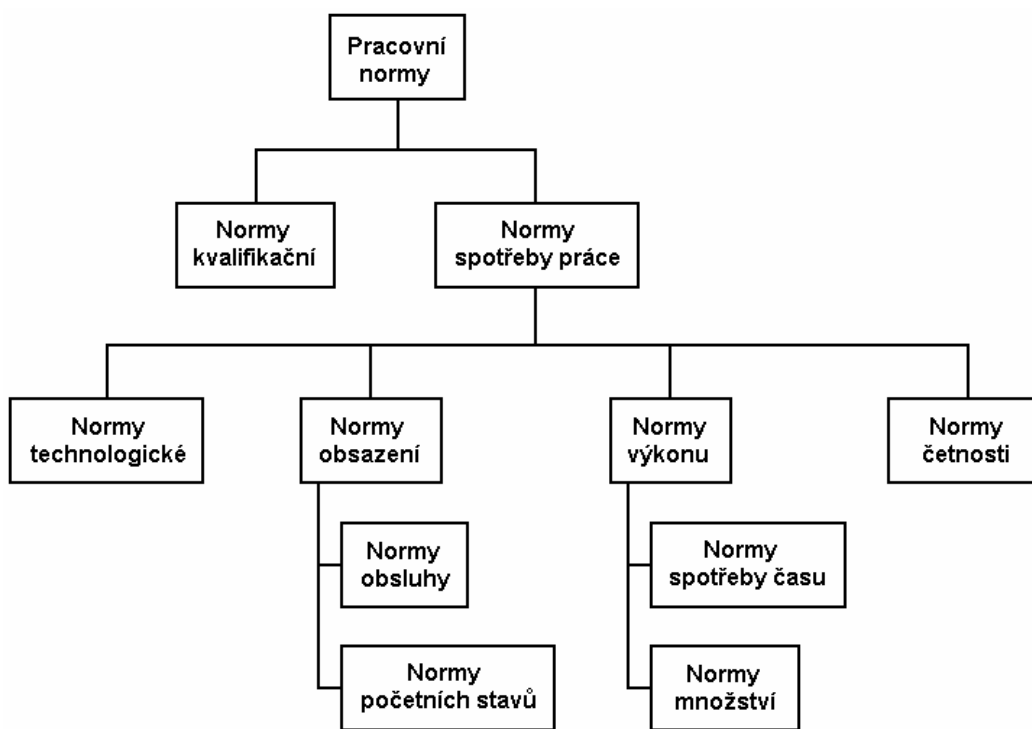 Pracovní
normy
Normy
kvalifikační
Normy
spotřeby práce
Normy
technologické
Normy
obsazení
Normy
výkonu
Normy
četnosti
Normy
obsluhy
Normy
spotřeby času
Normy
početních stavů
Normy
množství